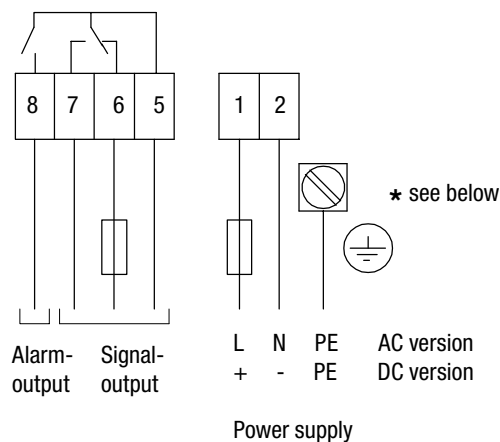 8 7 6 5 1 2
* see below
L N PE AC version
+ - PE DC version
Alarm-
output
Signal-
output
Power supply